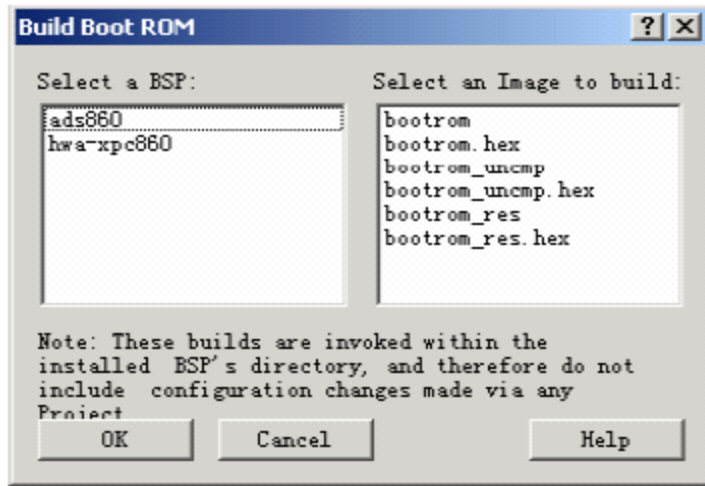 Build Boot ROM
Select a BSP:
Select an Image to build:
ads860
hwa-xpc860
bootrom
bootrom.hex
bootrom_uncmp
bootrom_uncmp.hex
bootrom_res
bootrom_res.hex
Note: These builds are invoked within the
installed BSP's directory, and therefore do not
include configuration changes made via any
Project
OK
Cancel
Help